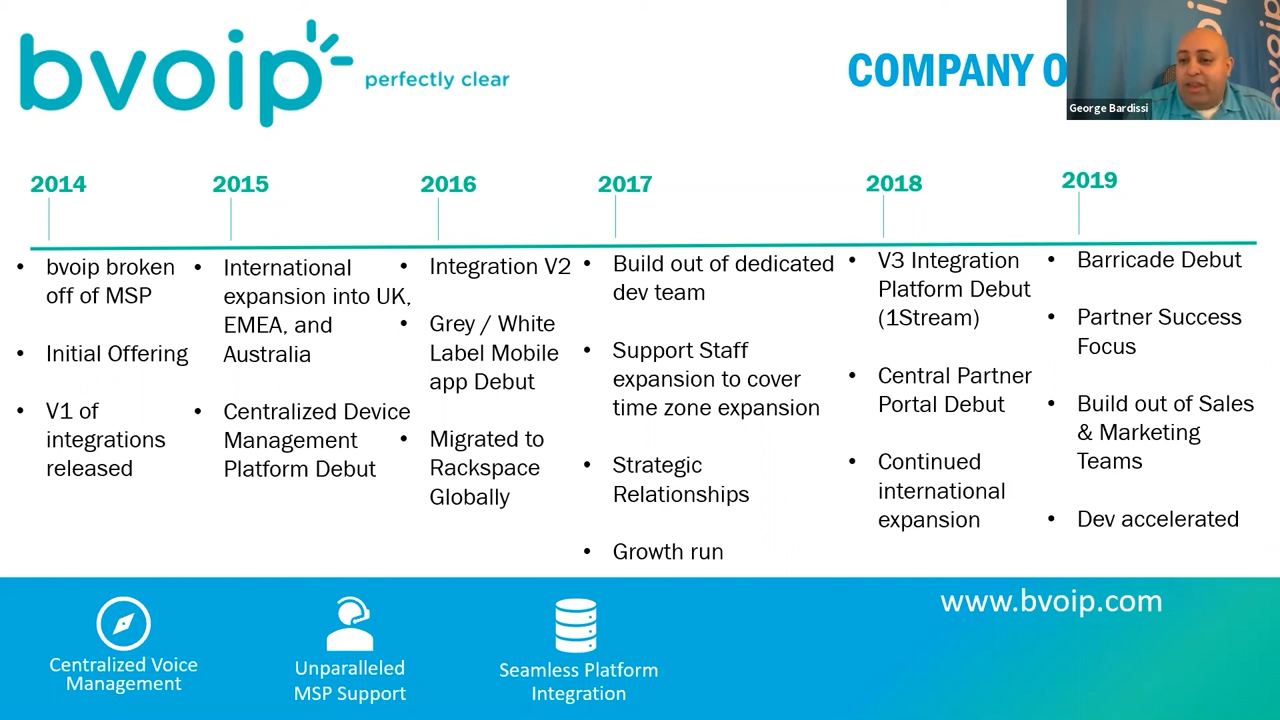 bvoip
perfectly clear
COMPANY O
bvoip
George Bardissi
2014
2015
2016
2017
2018
2019
• bvoip broken
off of MSP
• Initial Offering
• V1 of
integrations
released
• International
expansion into UK,
EMEA, and
Australia
• Centralized Device
Management
Platform Debut
• Integration V2
• Grey / White
Label Mobile
app Debut
• Migrated to
Rackspace
Globally
• Build out of dedicated
dev team
• Support Staff
expansion to cover
time zone expansion
• Strategic
Relationships
• Growth run
• V3 Integration
Platform Debut
(1Stream)
• Central Partner
Portal Debut
• Continued
international
expansion
• Barricade Debut
• Partner Success
Focus
• Build out of Sales
& Marketing
Teams
• Dev accelerated
Centralized Voice
Management
Unparalleled
MSP Support
Seamless Platform
Integration
www.bvoip.com